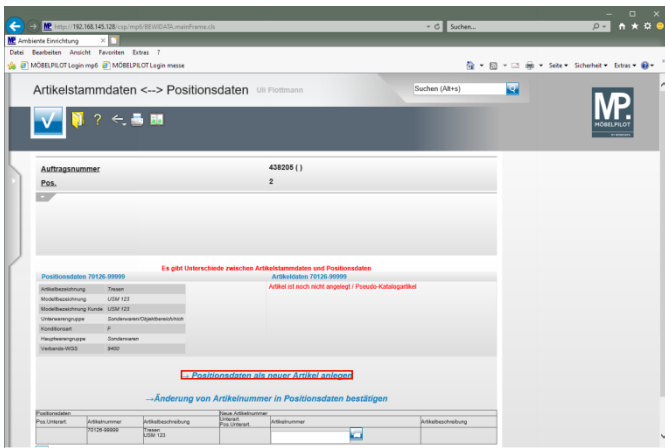 http://192.168.145.128/csp/mp6/BEWIDATA.mainFrame.cls
Suchen...
Ambiente Einrichtung
Datei Bearbeiten Ansicht Favoriten Extras ?
MÖBELPILOT Login mp6 MÖBELPILOT Login messe
Seite Sicherheit Extras
Artikelstammdaten <--> Positionsdaten Uli Flottmann
Suchen (Alt+s)
MP.
MÖBELPILOT
Auftragsnummer 438205 ( )
Pos. 2
Es gibt Unterschiede zwischen Artikelstammdaten und Positionsdaten
Positionsdaten 70126-99999 Artikeldaten 70126-99999
Artikelbezeichnung Tresen
Artikel ist noch nicht angelegt / Pseudo-Katalogartikel
Modellbezeichnung USM 123
Modellbezeichnung Kunde USM 123
Unterwarengruppe Sonderwaren/Objektbereich/nich
Konditionsart F
Hauptwarengruppe Sonderwaren
Verbands-WGS 9400
→ Positionsdaten als neuer Artikel anlegen
→Änderung von Artikelnummer in Positionsdaten bestätigen
Positionsdaten Neue Artikelnummer
Pos.Unterart. Artikelnummer Artikelbeschreibung Unterart. Pos.Unterart. Artikelnummer Artikelbeschreibung
70126-99999 Tresen
USM 123